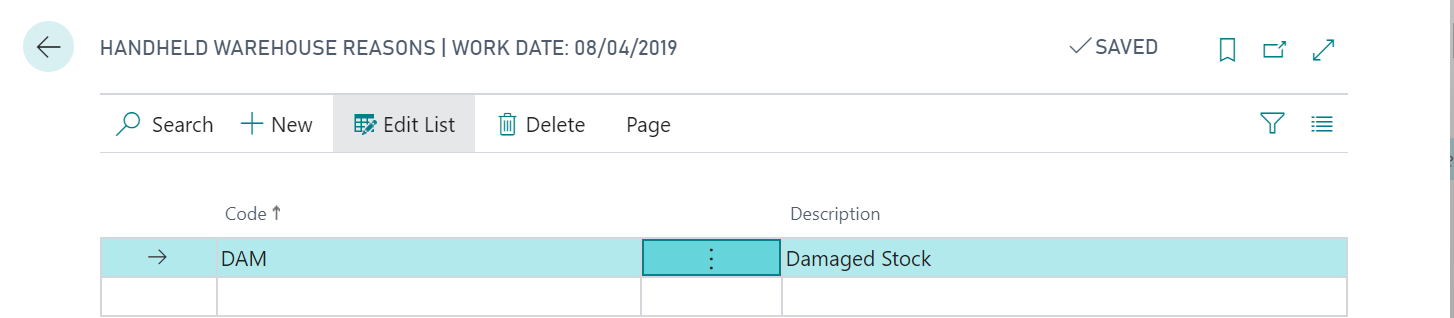 HANDHELD WAREHOUSE REASONS | WORK DATE: 08/04/2019
SAVED
Search New Edit List Delete Page
Code Description
DAM Damaged Stock